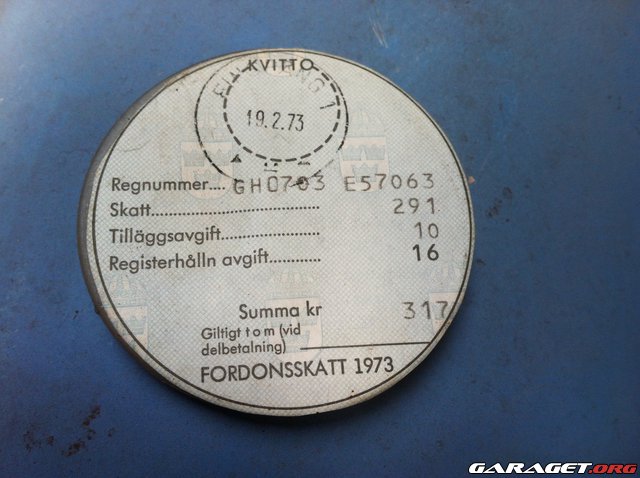 KVITTO
19.2.73
Regnummer.... GH0703 E57063
Skatt........................... 291
Tilläggsavgift.................. 10
Registerhålln avgift............ 16
Summa kr 317
Giltigt t o m (vid
delbetalning)
FORDONSSKATT 1973
GARAGET.ORG